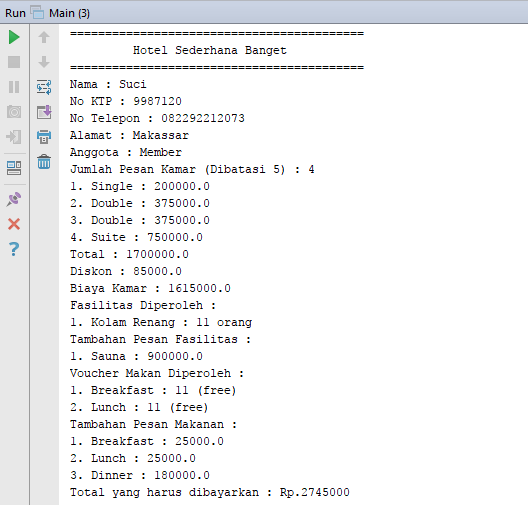 Run Main (3)
==========================================
Hotel Sederhana Banget
==========================================
Nama : Suci
No KTP : 9987120
No Telepon : 082292212073
Alamat : Makassar
Anggota : Member
Jumlah Pesan Kamar (Dibatasi 5) : 4
1. Single : 200000.0
2. Double : 375000.0
3. Double : 375000.0
4. Suite : 750000.0
Total : 1700000.0
Diskon : 85000.0
Biaya Kamar : 1615000.0
Fasilitas Diperoleh :
1. Kolam Renang : 11 orang
Tambahan Pesan Fasilitas :
1. Sauna : 900000.0
Voucher Makan Diperoleh :
1. Breakfast : 11 (free)
2. Lunch : 11 (free)
Tambahan Pesan Makanan :
1. Breakfast : 25000.0
2. Lunch : 25000.0
3. Dinner : 180000.0
Total yang harus dibayarkan : Rp.2745000